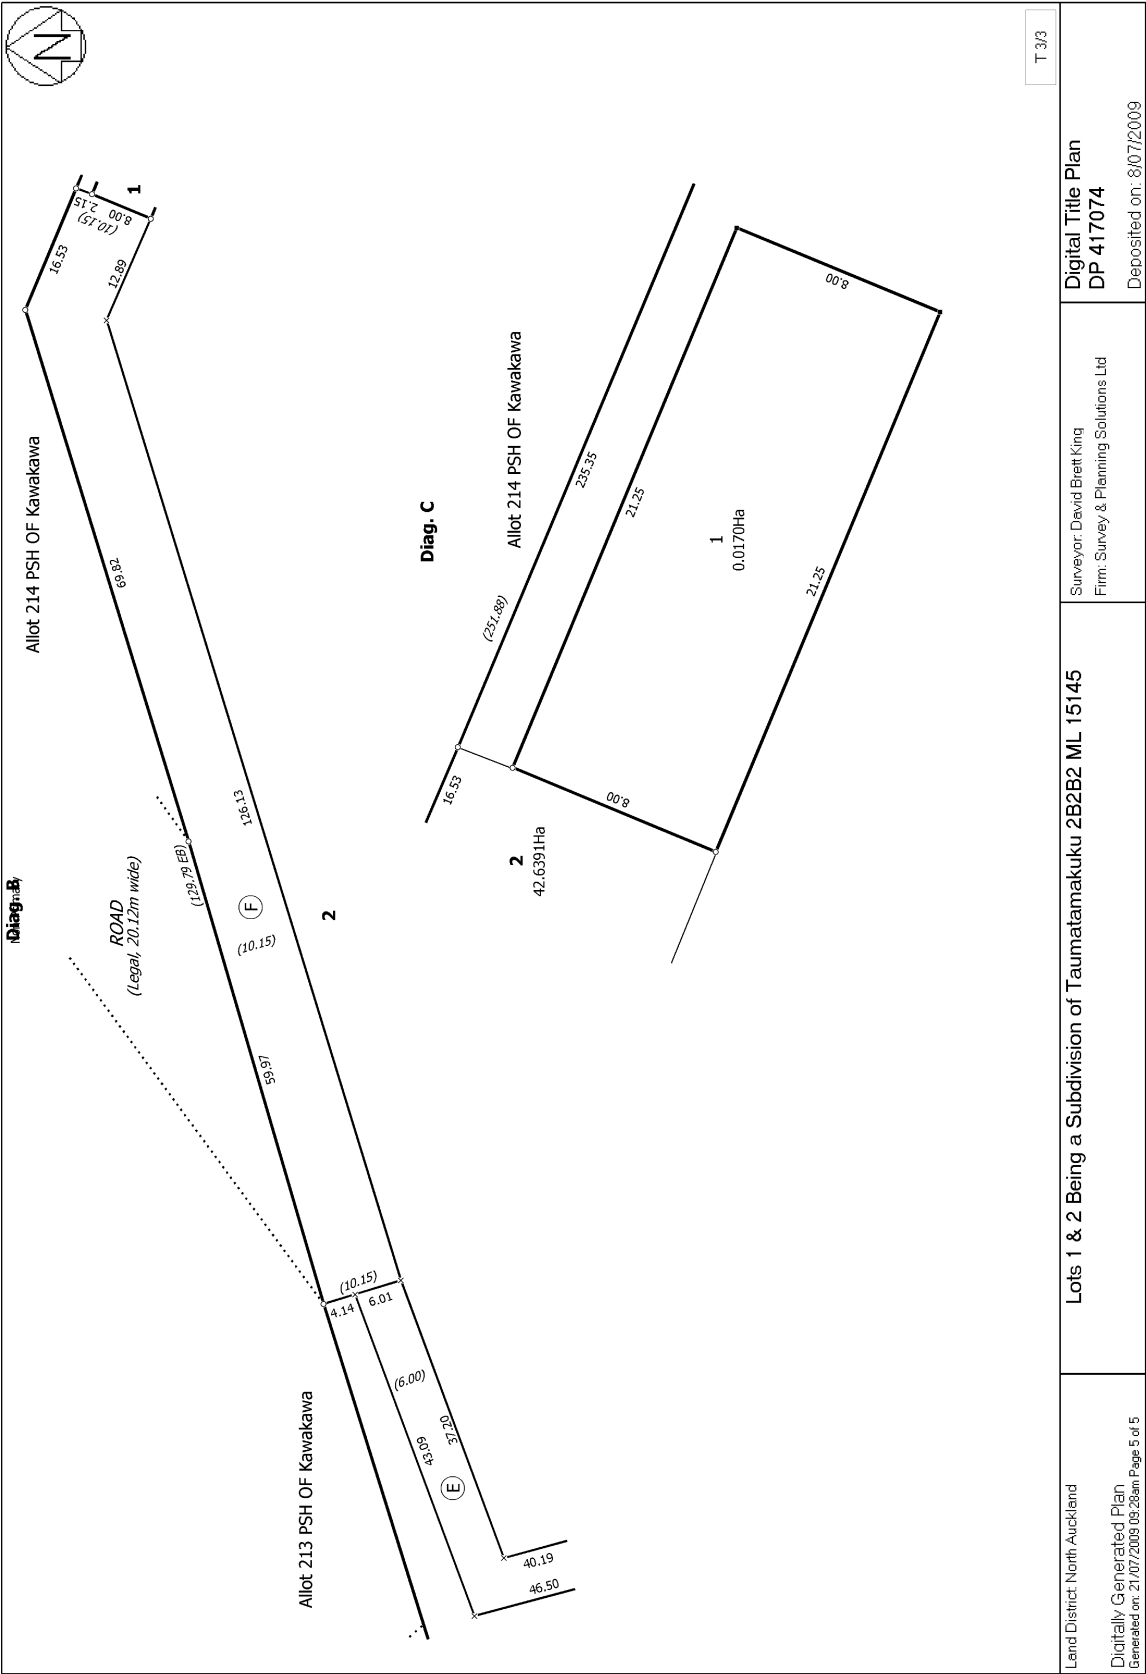 N
T 3/3
Diag. B
Allot 214 PSH OF Kawakawa
16.53
2.15
(10.15)
8.00
1
12.89
69.82
126.13
ROAD
(Legal, 20.12m wide)
(129.79 EB)
F
(10.15)
2
59.97
(10.15)
4.14
6.01
Allot 213 PSH OF Kawakawa
(6.00)
43.09
37.20
E
40.19
46.50
Diag. C
Allot 214 PSH OF Kawakawa
235.35
(251.88)
16.53
21.25
8.00
1
0.0170Ha
21.25
8.00
2
42.6391Ha
Land District: North Auckland
Digitally Generated Plan
Generated on: 21/07/2009 09:28am Page 5 of 5
Lots 1 & 2 Being a Subdivision of Taumatamakuku 2B2B2 ML 15145
Surveyor: David Brett King
Firm: Survey & Planning Solutions Ltd
Digital Title Plan
DP 417074
Deposited on: 8/07/2009